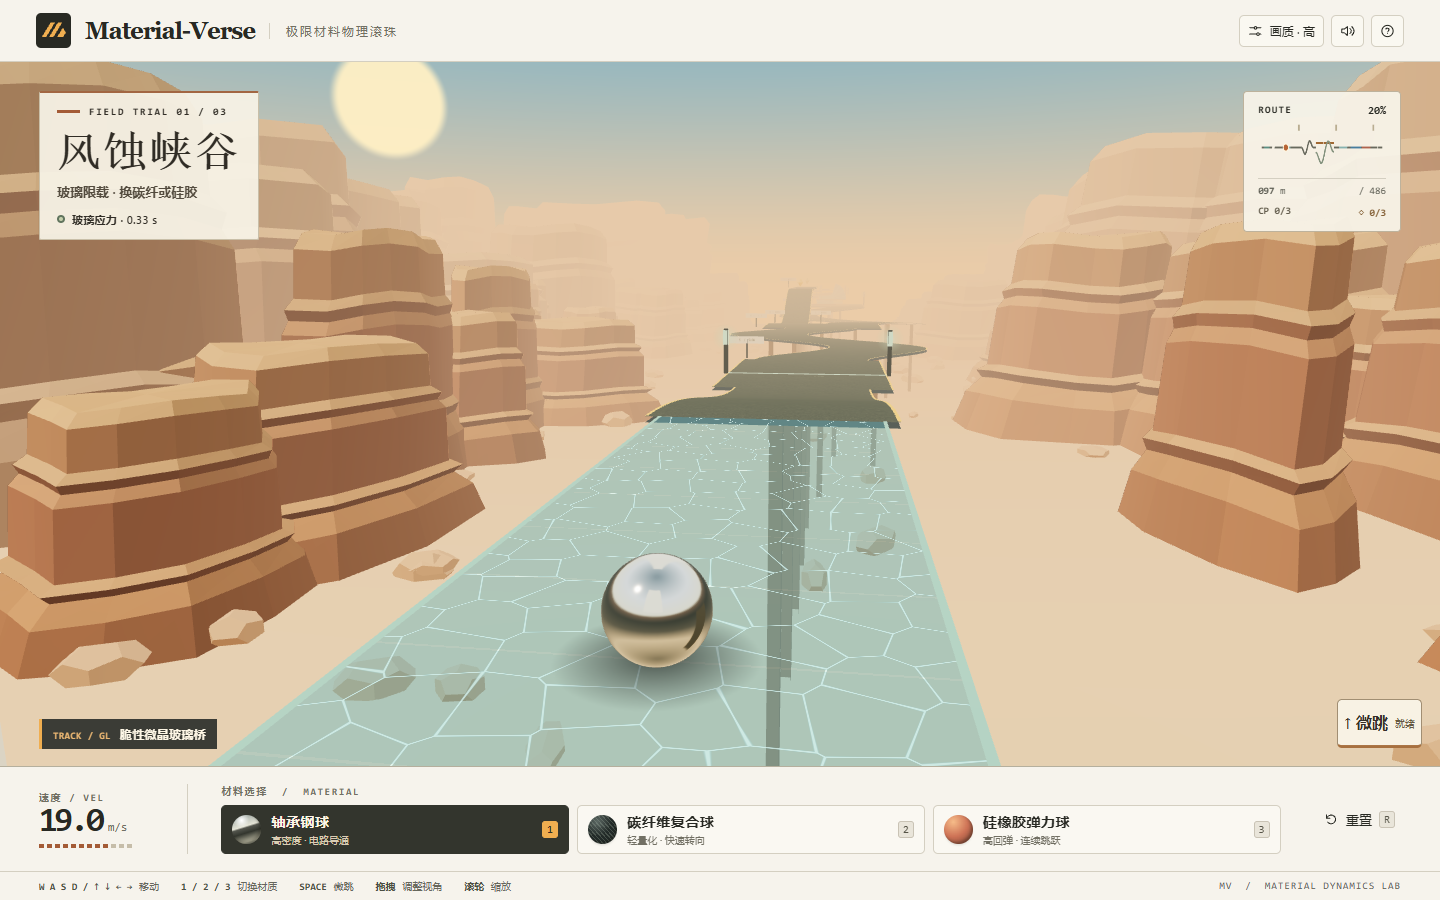 Material-Verse
极限材料物理滚珠
画质 · 高
FIELD TRIAL 01 / 03
风蚀峡谷
玻璃限载 · 换碳纤或硅胶
玻璃应力 · 0.33 s
ROUTE 20%
097 m / 486
CP 0/3 ◇ 0/3
TRACK / GL 脆性微晶玻璃桥
↑ 微跳 就绪
速度 / VEL
19.0 m/s
材料选择 / MATERIAL
轴承钢球
高密度 · 电路导通
1
碳纤维复合球
轻量化 · 快速转向
2
硅橡胶弹力球
高回弹 · 连续跳跃
3
重置 R
W A S D / ↑ ↓ ← → 移动 1 / 2 / 3 切换材质 SPACE 微跳 拖拽 调整视角 滚轮 缩放
MV / MATERIAL DYNAMICS LAB